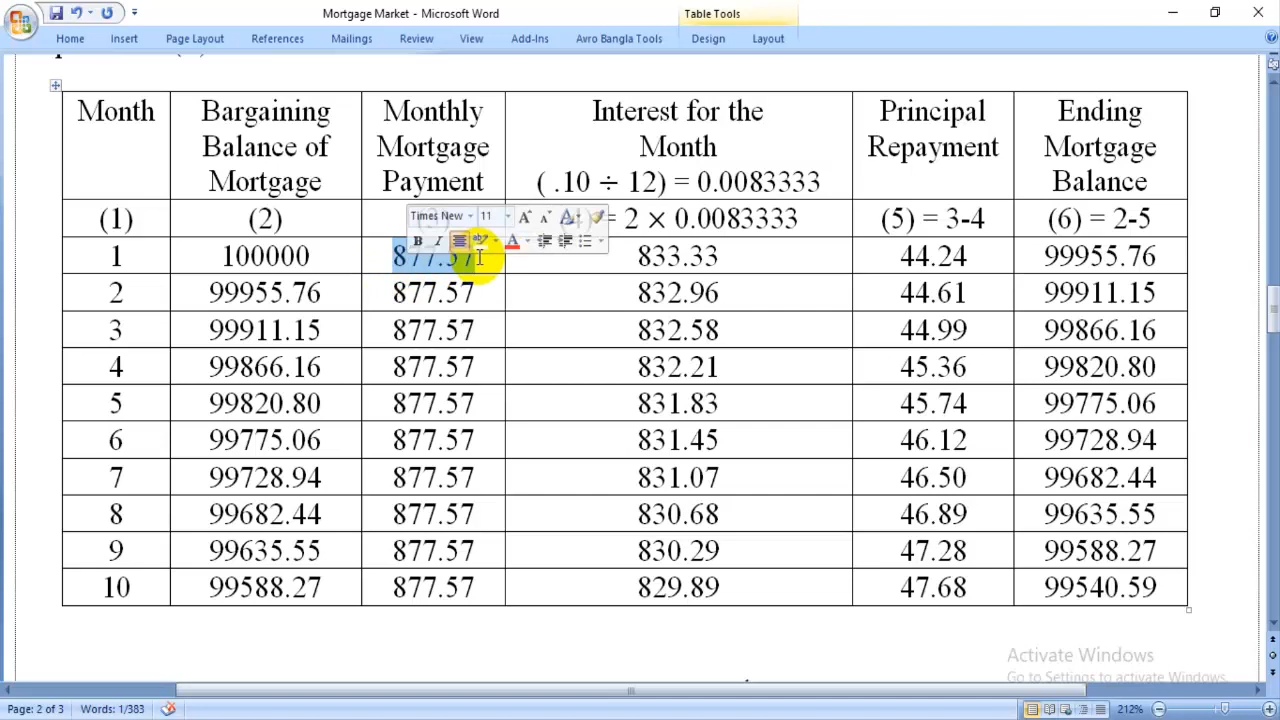 Mortgage Market - Microsoft Word
Table Tools
Home Insert Page Layout References Mailings Review View Add-Ins Avro Bangla Tools Design Layout
Month Bargaining Balance of Mortgage Monthly Mortgage Payment Interest for the Month ( .10 ÷ 12) = 0.0083333 Principal Repayment Ending Mortgage Balance
(1) (2) = 2 × 0.0083333 (5) = 3-4 (6) = 2-5
Times New 11
B I A
1 100000 877.57 833.33 44.24 99955.76
2 99955.76 877.57 832.96 44.61 99911.15
3 99911.15 877.57 832.58 44.99 99866.16
4 99866.16 877.57 832.21 45.36 99820.80
5 99820.80 877.57 831.83 45.74 99775.06
6 99775.06 877.57 831.45 46.12 99728.94
7 99728.94 877.57 831.07 46.50 99682.44
8 99682.44 877.57 830.68 46.89 99635.55
9 99635.55 877.57 830.29 47.28 99588.27
10 99588.27 877.57 829.89 47.68 99540.59
Activate Windows
Go to Settings to activate Windows.
Page: 2 of 3 Words: 1/383 212%